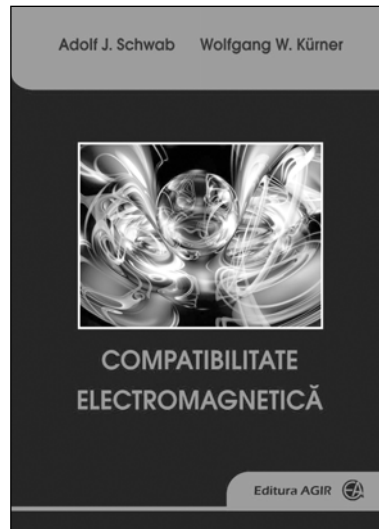 Adolf J. Schwab Wolfgang W. Kürner
COMPATIBILITATE
ELECTROMAGNETICĂ
Editura AGIR